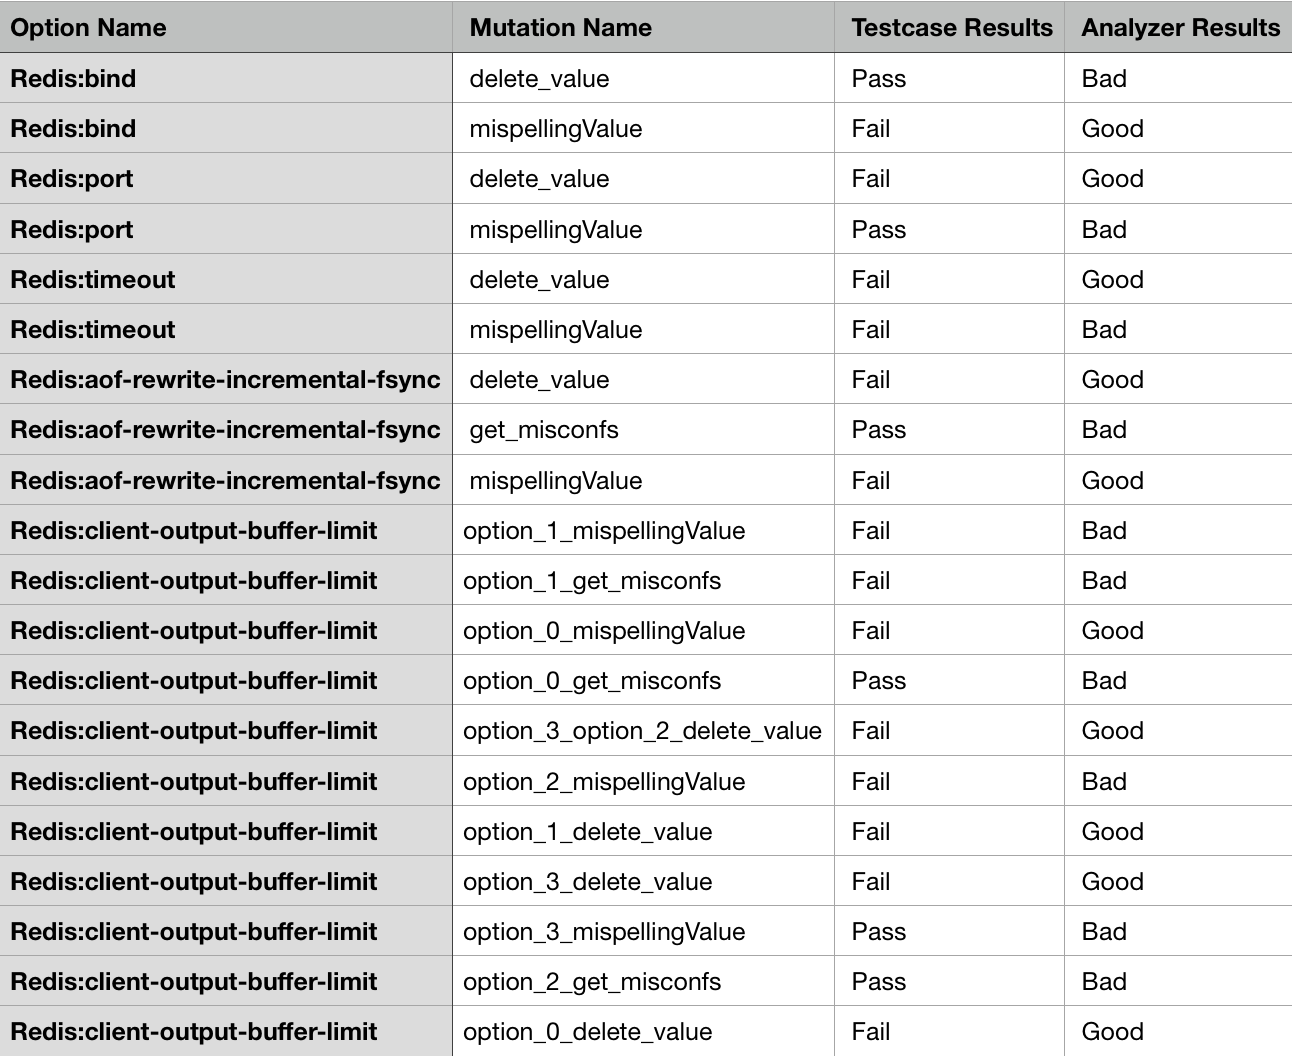 Option Name Mutation Name Testcase Results Analyzer Results
Redis:bind delete_value Pass Bad
Redis:bind mispellingValue Fail Good
Redis:port delete_value Fail Good
Redis:port mispellingValue Pass Bad
Redis:timeout delete_value Fail Good
Redis:timeout mispellingValue Fail Bad
Redis:aof-rewrite-incremental-fsync delete_value Fail Good
Redis:aof-rewrite-incremental-fsync get_misconfs Pass Bad
Redis:aof-rewrite-incremental-fsync mispellingValue Fail Good
Redis:client-output-buffer-limit option_1_mispellingValue Fail Bad
Redis:client-output-buffer-limit option_1_get_misconfs Fail Bad
Redis:client-output-buffer-limit option_0_mispellingValue Fail Good
Redis:client-output-buffer-limit option_0_get_misconfs Pass Bad
Redis:client-output-buffer-limit option_3_option_2_delete_value Fail Good
Redis:client-output-buffer-limit option_2_mispellingValue Fail Bad
Redis:client-output-buffer-limit option_1_delete_value Fail Good
Redis:client-output-buffer-limit option_3_delete_value Fail Good
Redis:client-output-buffer-limit option_3_mispellingValue Pass Bad
Redis:client-output-buffer-limit option_2_get_misconfs Pass Bad
Redis:client-output-buffer-limit option_0_delete_value Fail Good